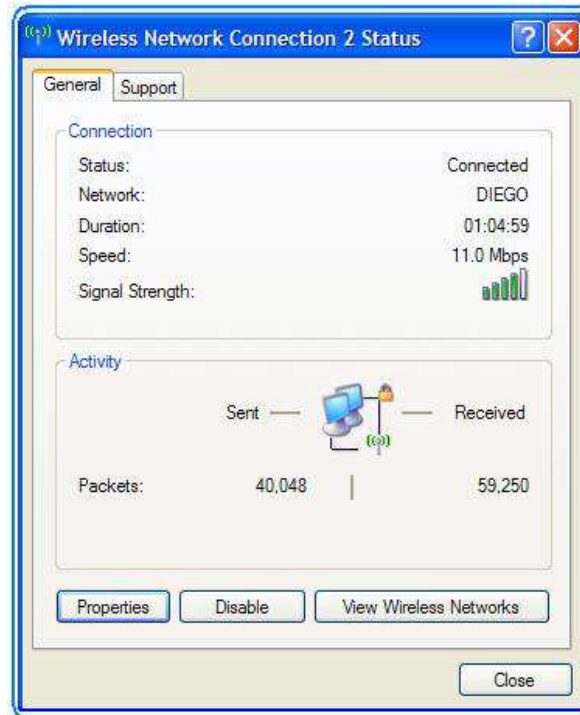 Wireless Network Connection 2 Status
General Support
Connection
Status: Connected
Network: DIEGO
Duration: 01:04:59
Speed: 11.0 Mbps
Signal Strength:
Activity
Sent Received
Packets: 40,048 59,250
Properties Disable View Wireless Networks
Close